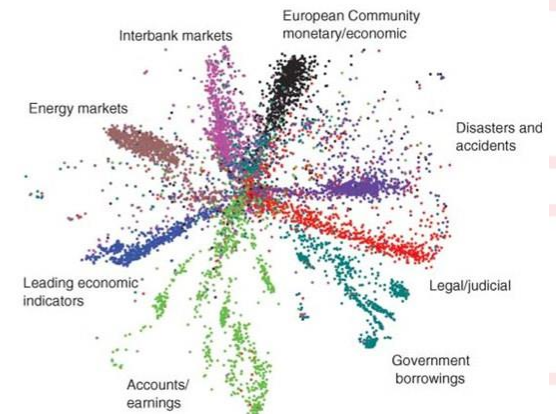 European Community
monetary/economic
Interbank markets
Energy markets
Disasters and
accidents
Leading economic
indicators
Legal/judicial
Government
borrowings
Accounts/
earnings